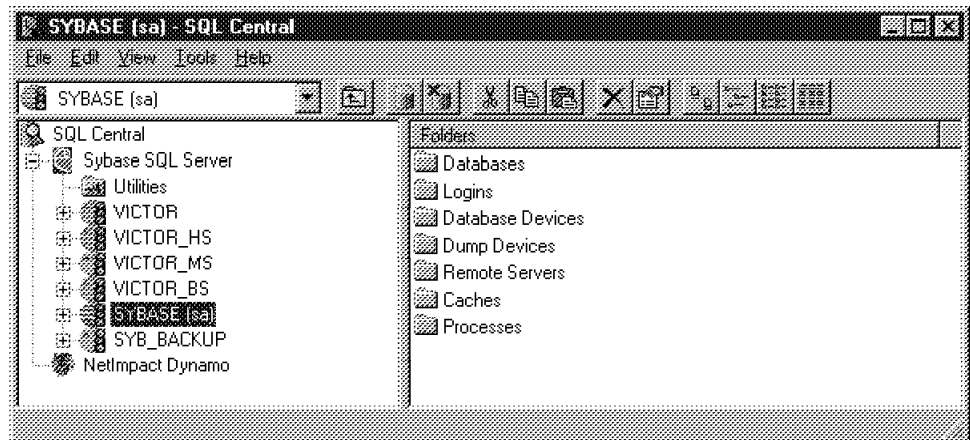 SYBASE (sa) - SQL Central
File Edit View Tools Help
SYBASE (sa)
SQL Central
Sybase SQL Server
Utilities
VICTOR
VICTOR_HS
VICTOR_MS
VICTOR_BS
SYBASE (sa)
SYB_BACKUP
NetImpact Dynamo
Folders
Databases
Logins
Database Devices
Dump Devices
Remote Servers
Caches
Processes